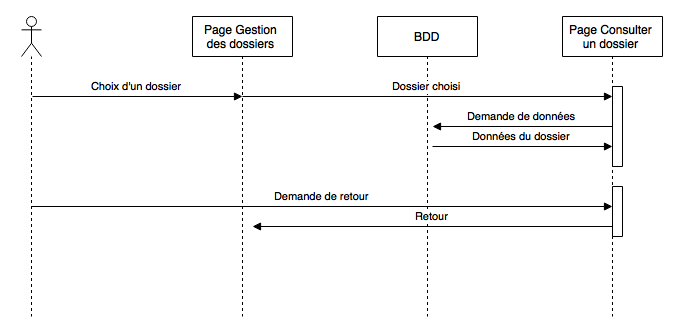 Page Gestion
des dossiers
BDD
Page Consulter
un dossier
Choix d'un dossier
Dossier choisi
Demande de données
Données du dossier
Demande de retour
Retour